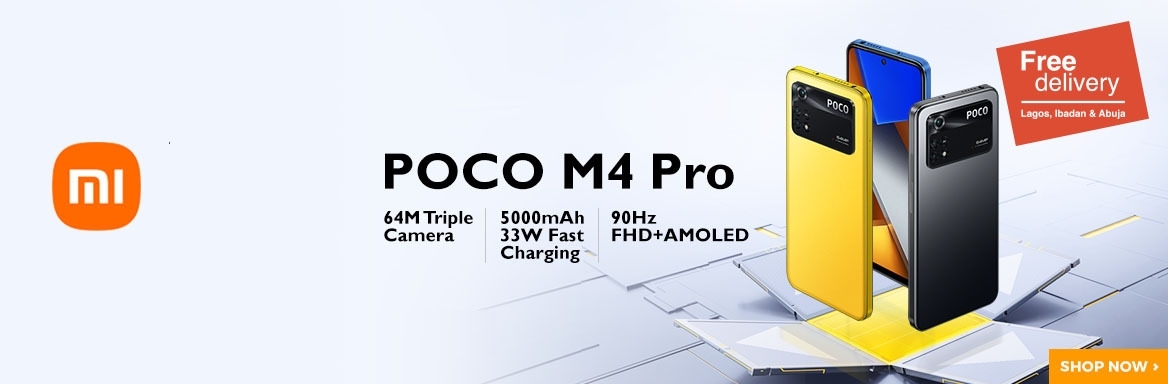 mi
POCO M4 Pro
64M Triple
Camera
5000mAh
33W Fast
Charging
90Hz
FHD+AMOLED
POCO
POCO
Free
delivery
Lagos, Ibadan & Abuja
SHOP NOW ›